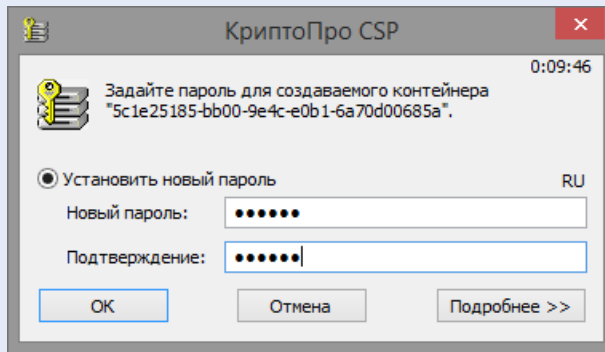 КриптоПро CSP
0:09:46
Задайте пароль для создаваемого контейнера
"5c1e25185-bb00-9e4c-e0b1-6a70d00685a".
Установить новый пароль RU
Новый пароль: ●●●●●●
Подтверждение: ●●●●●●
ОК Отмена Подробнее >>